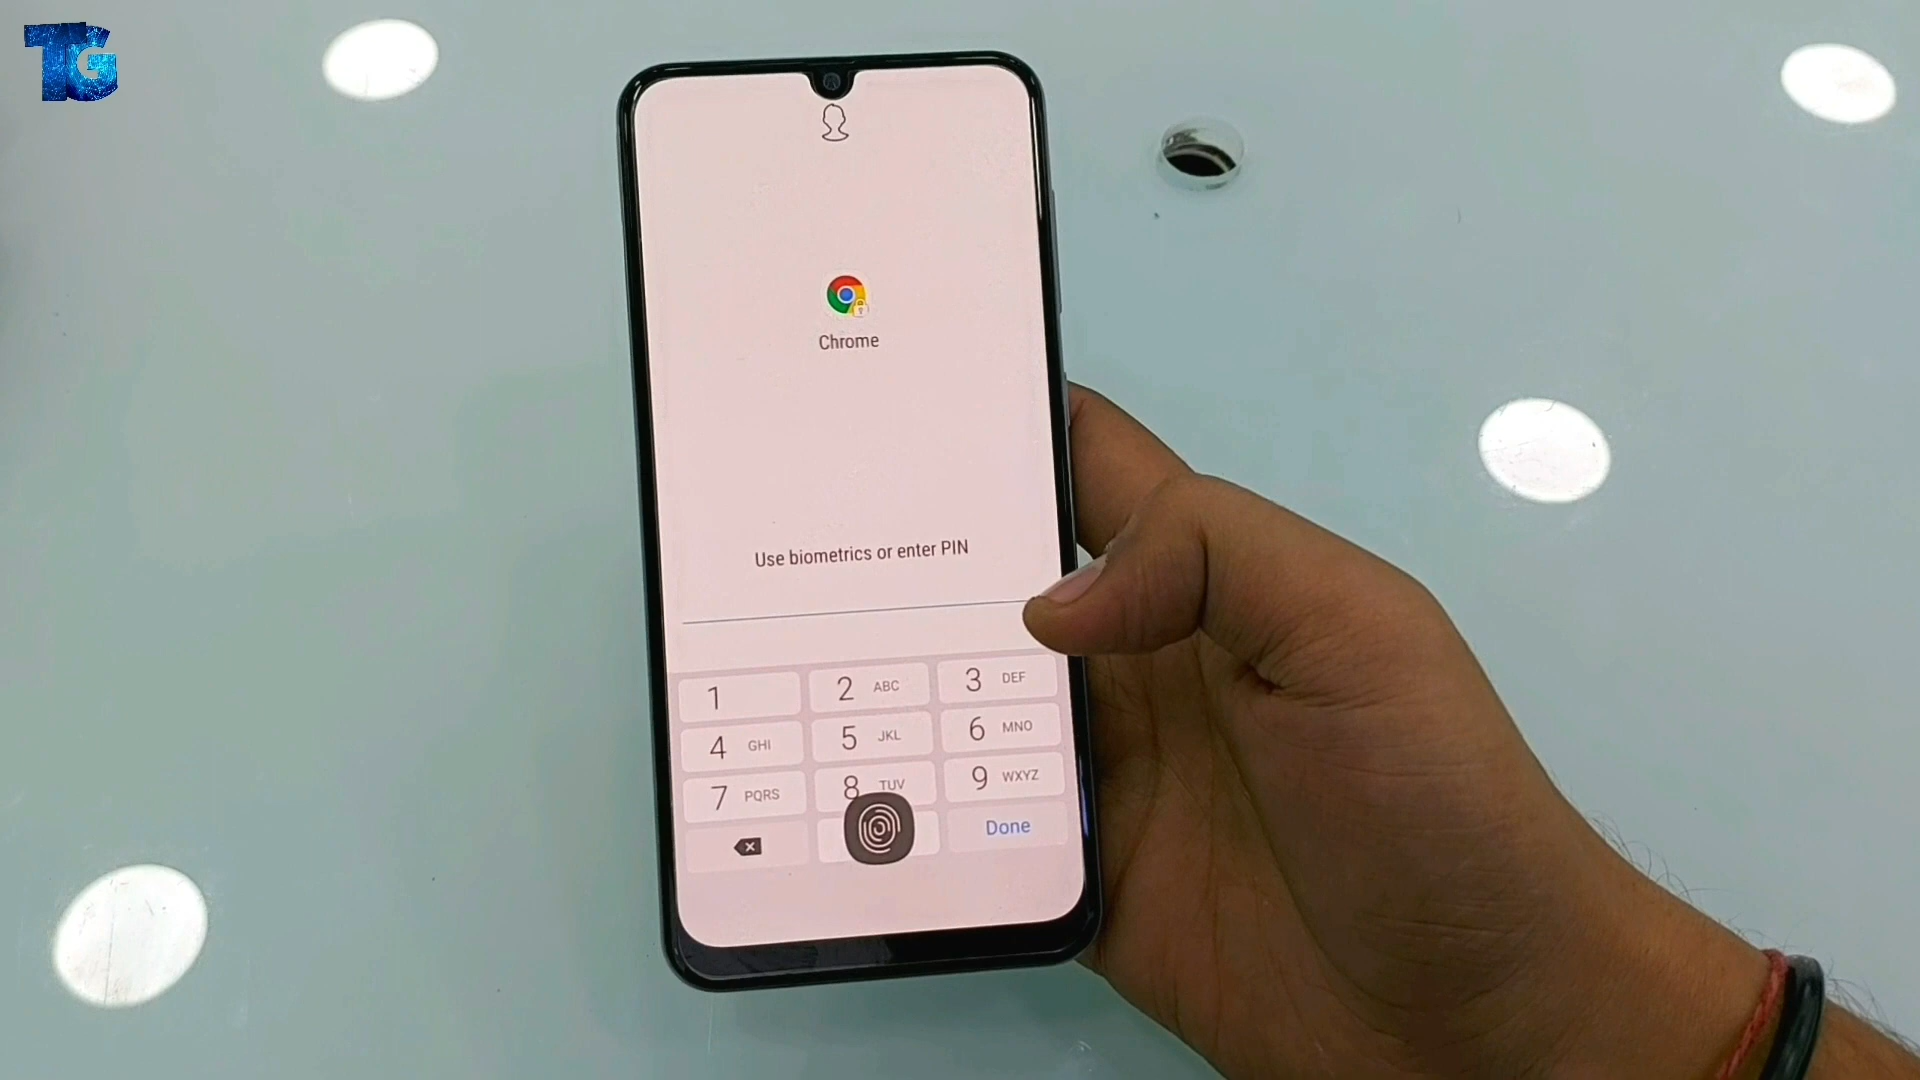 TG
Chrome
Use biometrics or enter PIN
1 2 ABC 3 DEF
4 GHI 5 JKL 6 MNO
7 PQRS 8 TUV 9 WXYZ
Done